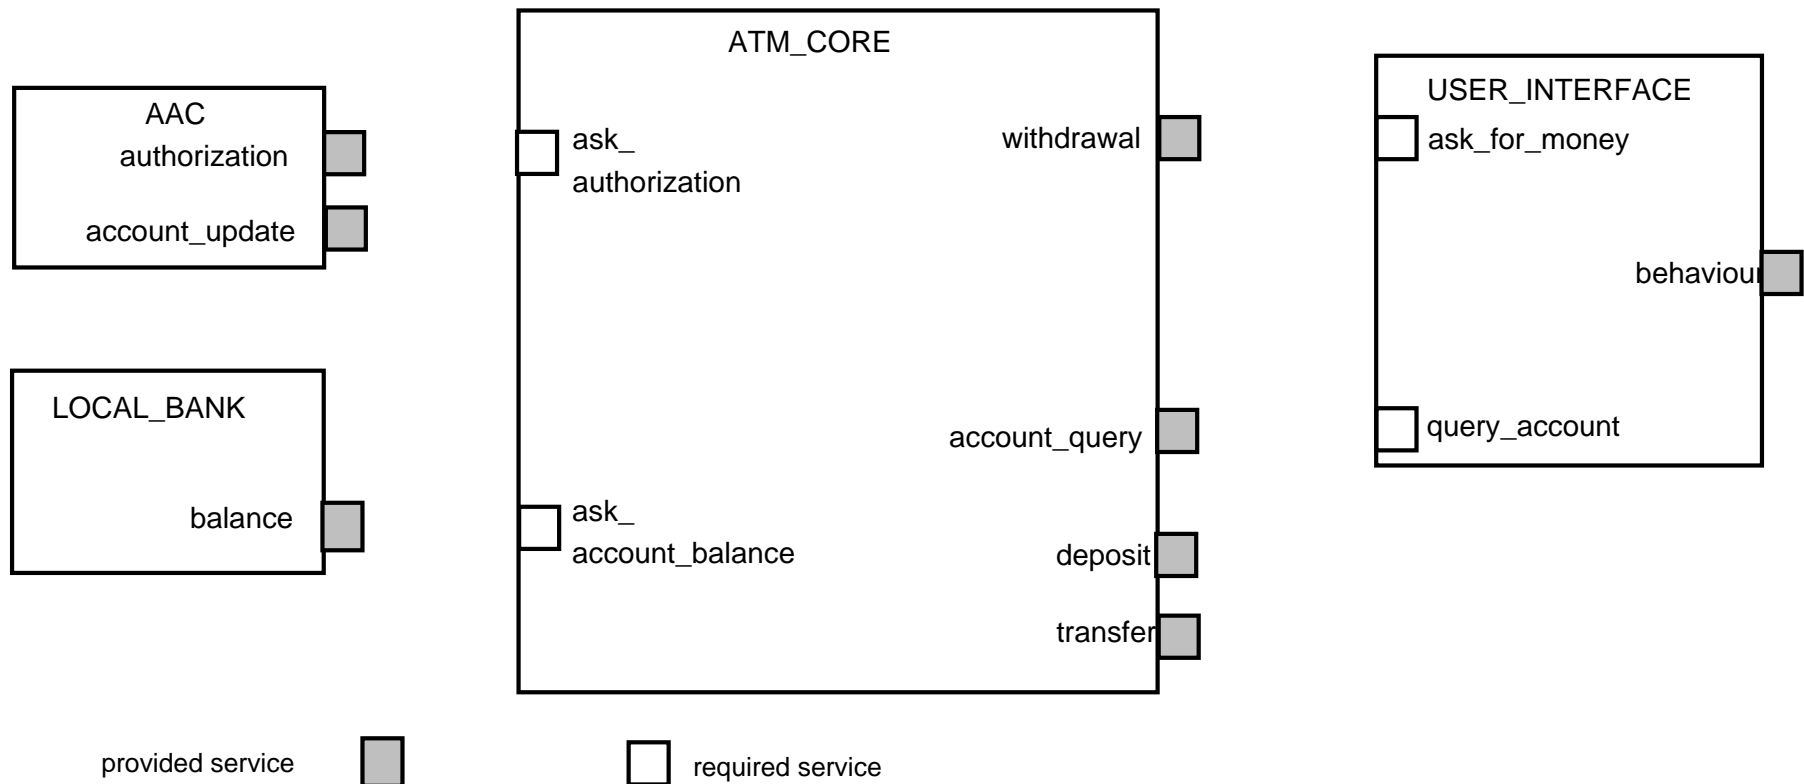 ATM_CORE
AAC
authorization
account_update
LOCAL_BANK
balance
ask_
authorization
ask_
account_balance
withdrawal
account_query
deposit
transfer
USER_INTERFACE
ask_for_money
behaviour
query_account
provided service
required service